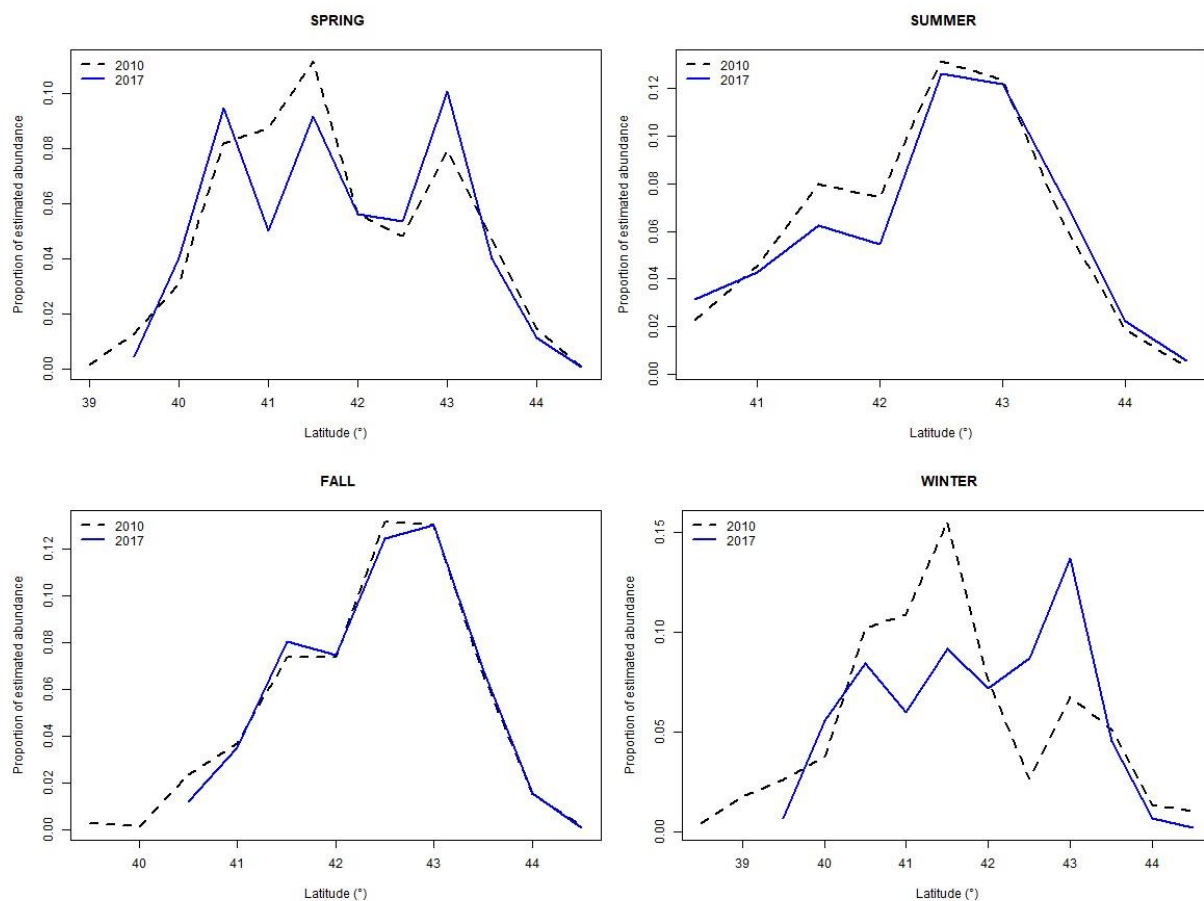 SPRING
2010
2017
Proportion of estimated abundance
0.00 0.02 0.04 0.06 0.08 0.10
39 40 41 42 43 44
Latitude (°)
SUMMER
2010
2017
Proportion of estimated abundance
0.00 0.02 0.04 0.06 0.08 0.12
41 42 43 44
Latitude (°)
FALL
2010
2017
Proportion of estimated abundance
0.00 0.02 0.04 0.06 0.08 0.12
40 41 42 43 44
Latitude (°)
WINTER
2010
2017
Proportion of estimated abundance
0.00 0.05 0.10 0.15
39 40 41 42 43 44
Latitude (°)